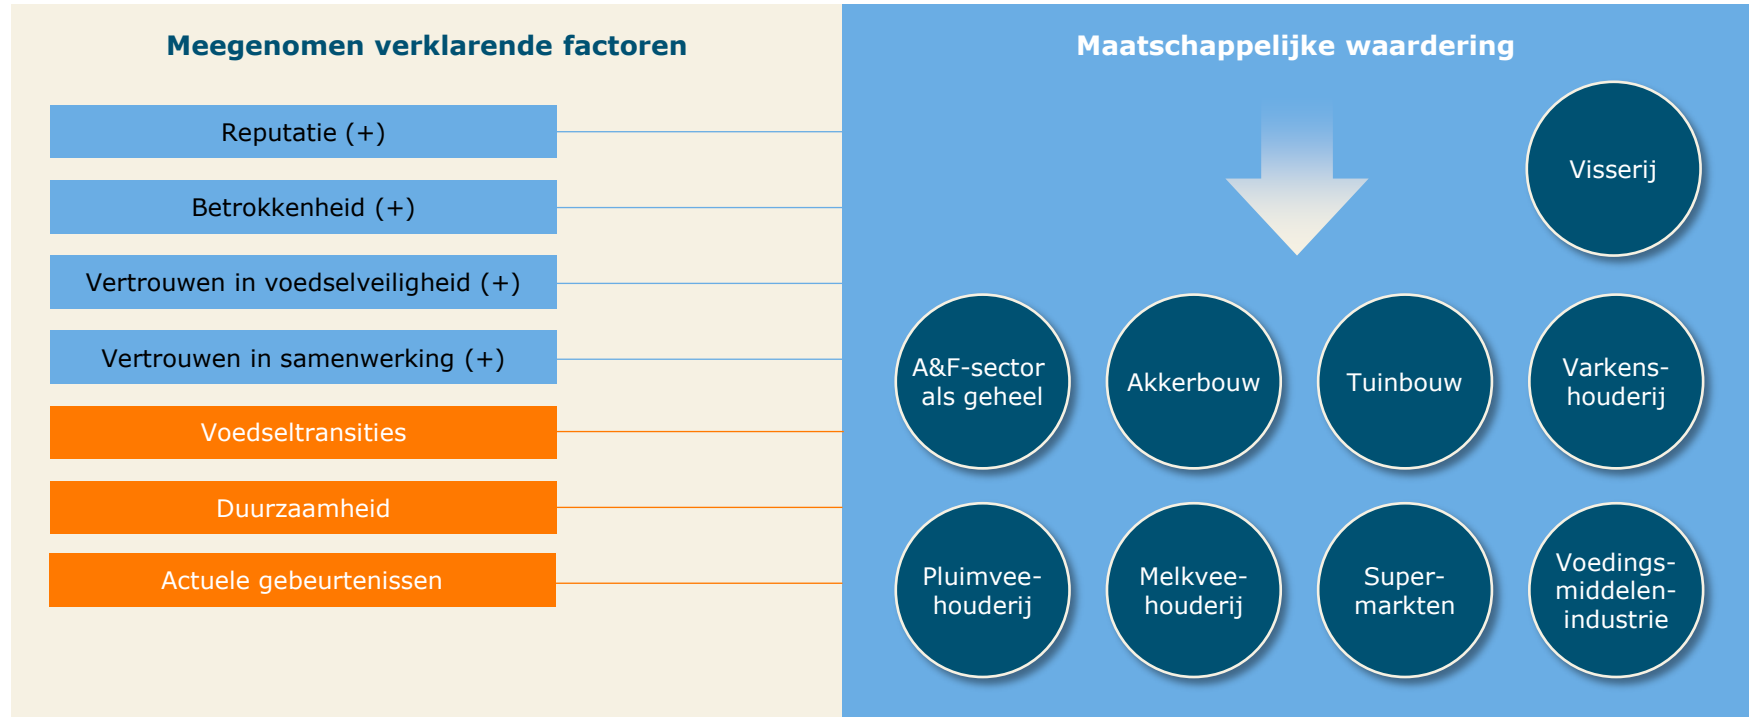 Meegenomen verklarende factoren
Reputatie (+)
Betrokkenheid (+)
Vertrouwen in voedselveiligheid (+)
Vertrouwen in samenwerking (+)
Voedseltransities
Duurzaamheid
Actuele gebeurtenissen
Maatschappelijke waardering
Visserij
A&F-sector
als geheel
Akkerbouw
Tuinbouw
Varkens-
houderij
Pluimvee-
houderij
Melkvee-
houderij
Super-
markten
Voedings-
middelen-
industrie